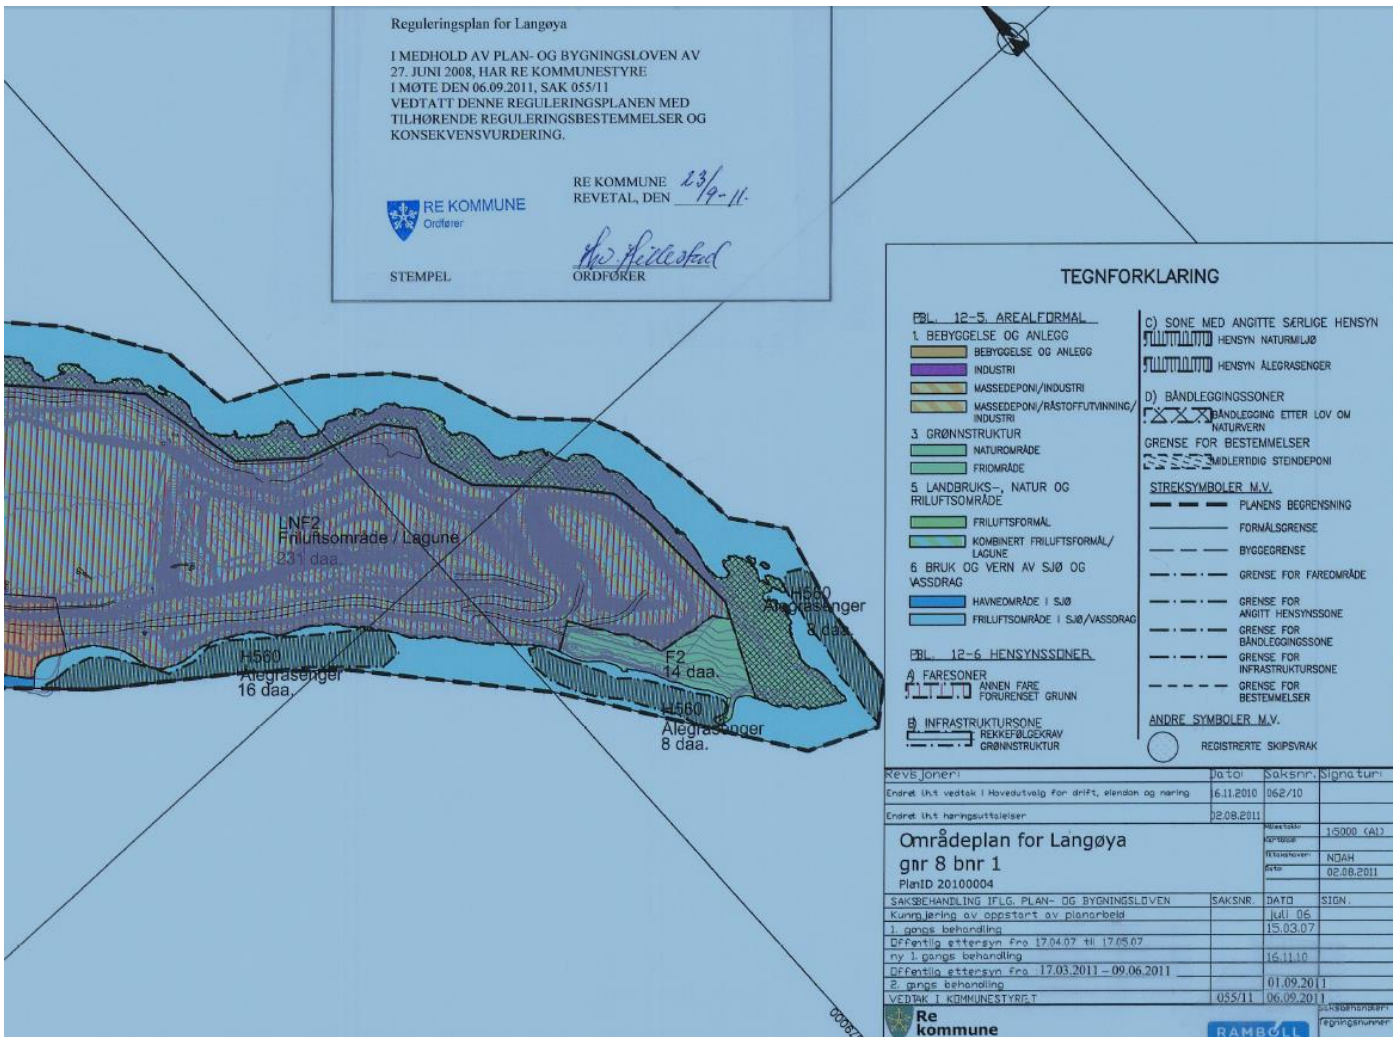 Reguleringsplan for Langøya
I MEDHOLD AV PLAN- OG BYGNINGSLOVEN AV
27. JUNI 2008, HAR RE KOMMUNESTYRE
I MØTE DEN 06.09.2011, SAK 055/11
VEDTATT DENNE REGULERINGSPLANEN MED
TILHØRENDE REGULERINGSBESTEMMELSER OG
KONSEKVENSVURDERING.
RE KOMMUNE
REVETAL, DEN 23/9-11.
RE KOMMUNE
Ordfører
STEMPEL
ORDFØRER
LNF2
Friluftsområde / Lagune
231 daa.
H560
Ålegrasenger
16 daa.
F2
14 daa.
H560
Ålegrasenger
8 daa.
H560
Ålegrasenger
8 daa.
TEGNFORKLARING
PBL. 12-5. AREALFORMÅL
1. BEBYGGELSE OG ANLEGG
BEBYGGELSE OG ANLEGG
INDUSTRI
MASSEDEPONI/INDUSTRI
MASSEDEPONI/RÅSTOFFUTVINNING/
INDUSTRI
3. GRØNNSTRUKTUR
NATUROMRÅDE
FRIOMRÅDE
5. LANDBRUKS-, NATUR OG
FRILUFTSOMRÅDE
FRILUFTSFORMÅL
KOMBINERT FRILUFTSFORMÅL/
LAGUNE
6. BRUK OG VERN AV SJØ OG
VASSDRAG
HAVNEOMRÅDE I SJØ
FRILUFTSOMRÅDE I SJØ/VASSDRAG
PBL. 12-6 HENSYNSSONER
A) FARESONER
ANNEN FARE
FORURENSET GRUNN
B) INFRASTRUKTURSONE
REKKEFØLGEKRAV
GRØNNSTRUKTUR
C) SONE MED ANGITTE SÆRLIGE HENSYN
HENSYN NATURMILJØ
HENSYN ÅLEGRASENGER
D) BÅNDLEGGINGSSONER
BÅNDLEGGING ETTER LOV OM
NATURVERN
GRENSE FOR BESTEMMELSER
MIDLERTIDIG STEINDEPONI
STREKSYMBOLER M.V.
PLANENS BEGRENSNING
FORMÅLSGRENSE
BYGGEGRENSE
GRENSE FOR FAREOMRÅDE
GRENSE FOR
ANGITT HENSYNSSONE
GRENSE FOR
BÅNDLEGGINGSSONE
GRENSE FOR
INFRASTRUKTURSONE
GRENSE FOR
BESTEMMELSER
ANDRE SYMBOLER M.V.
REGISTRERTE SKIPSVRAK
Revisjoner: Dato: Saksnr. Signatur:
Endret iht vedtak i Hovedutvalg for drift, eiendom og næring 16.11.2010 062/10
Endret iht høringsuttalelser 02.08.2011
Områdeplan for Langøya
gnr 8 bnr 1
PlanID 20100004
Målestokk: 1:5000 (A1)
Tiltakshaver: NOAH
Dato: 02.08.2011
SAKSBEHANDLING IFLG. PLAN- OG BYGNINGSLOVEN SAKSNR. DATO SIGN.
Kunngjøring av oppstart av planarbeid juli 06
1. gangs behandling 15.03.07
Offentlig ettersyn fra 17.04.07 til 17.05.07
ny 1. gangs behandling 16.11.10
Offentlig ettersyn fra 17.03.2011 – 09.06.2011
2. gangs behandling 01.09.2011
VEDTAK I KOMMUNESTYRET 055/11 06.09.2011
Re
kommune
RAMBOLL
Saksbehandler:
Tegningsnummer